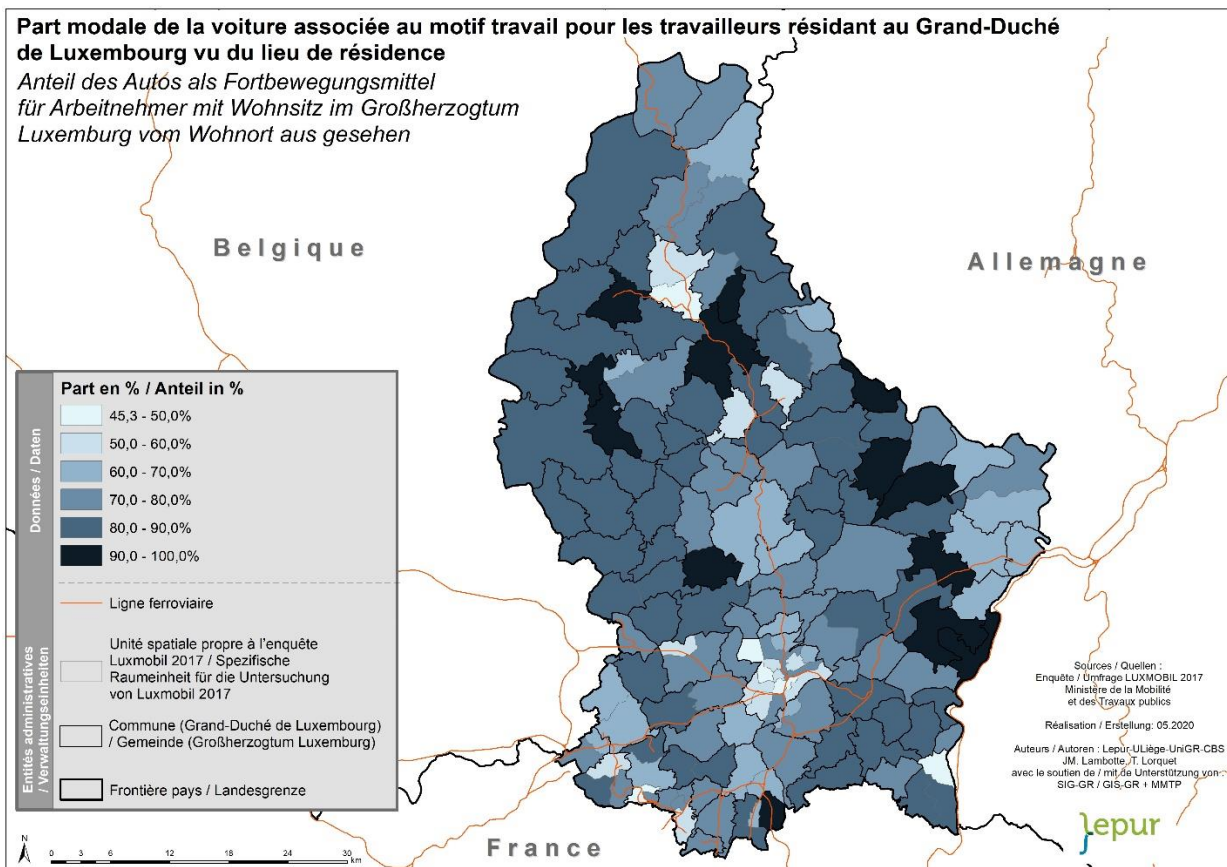 Part modale de la voiture associée au motif travail pour les travailleurs résidant au Grand-Duché
de Luxembourg vu du lieu de résidence
Anteil des Autos als Fortbewegungsmittel
für Arbeitnehmer mit Wohnsitz im Großherzogtum
Luxemburg vom Wohnort aus gesehen
Belgique
Allemagne
Données / Daten
Part en % / Anteil in %
45,3 - 50,0%
50,0 - 60,0%
60,0 - 70,0%
70,0 - 80,0%
80,0 - 90,0%
90,0 - 100,0%
Entités administratives
/ Verwaltungseinheiten
Ligne ferroviaire
Unité spatiale propre à l'enquête
Luxmobil 2017 / Spezifische
Raumeinheit für die Untersuchung
von Luxmobil 2017
Commune (Grand-Duché de Luxembourg)
/ Gemeinde (Großherzogtum Luxemburg)
Frontière pays / Landesgrenze
Sources / Quellen :
Enquête / Umfrage LUXMOBIL 2017
Ministère de la Mobilité
et des Travaux publics
Réalisation / Erstellung: 05.2020
Auteurs / Autoren : Lepur-ULiège-UniGR-CBS
JM. Lambotte, T. Lorquet
avec le soutien de / mit de Unterstützung von :
SIG-GR / GIS-GR + MMTP
lepur
France
N
0 3 6 12 18 24 30
km